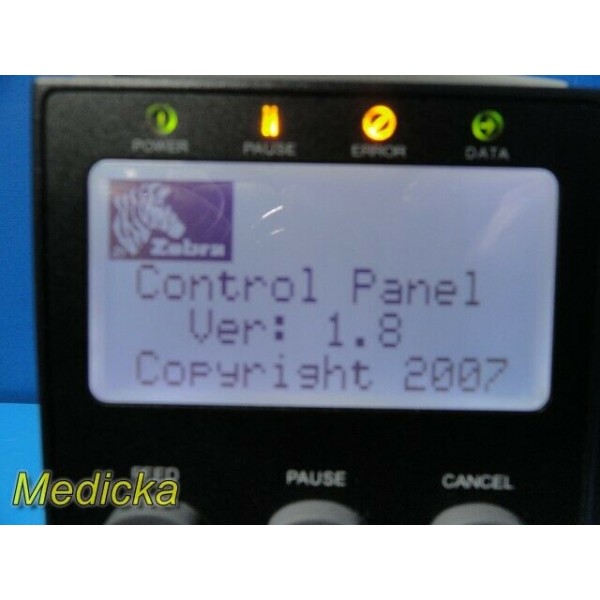 POWER PAUSE ERROR DATA
Zebra
Control Panel
Ver: 1.8
Copyright 2007
FEED PAUSE CANCEL
Medicka